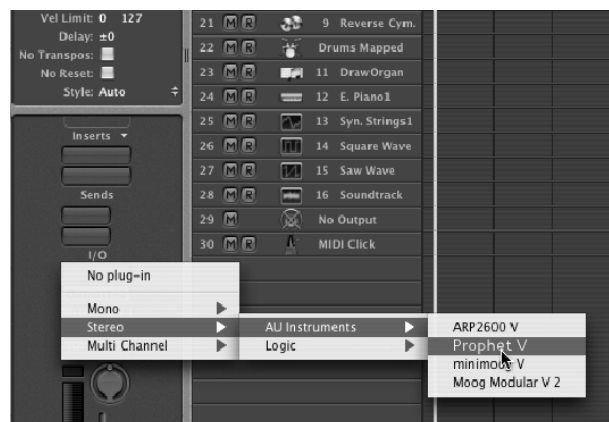 Vel Limit: 0 127
Delay: ±0
No Transpos:
No Reset:
Style: Auto
Inserts
Sends
I/O
21 M R 9 Reverse Cym.
22 M R Drums Mapped
23 M R 11 DrawOrgan
24 M R 12 E. Piano1
25 M R 13 Syn. Strings1
26 M R 14 Square Wave
27 M R 15 Saw Wave
28 M R 16 Soundtrack
29 M No Output
30 M R MIDI Click
No plug-in
Mono
Stereo
Multi Channel
AU Instruments
Logic
ARP2600 V
Prophet V
minimoog V
Moog Modular V 2